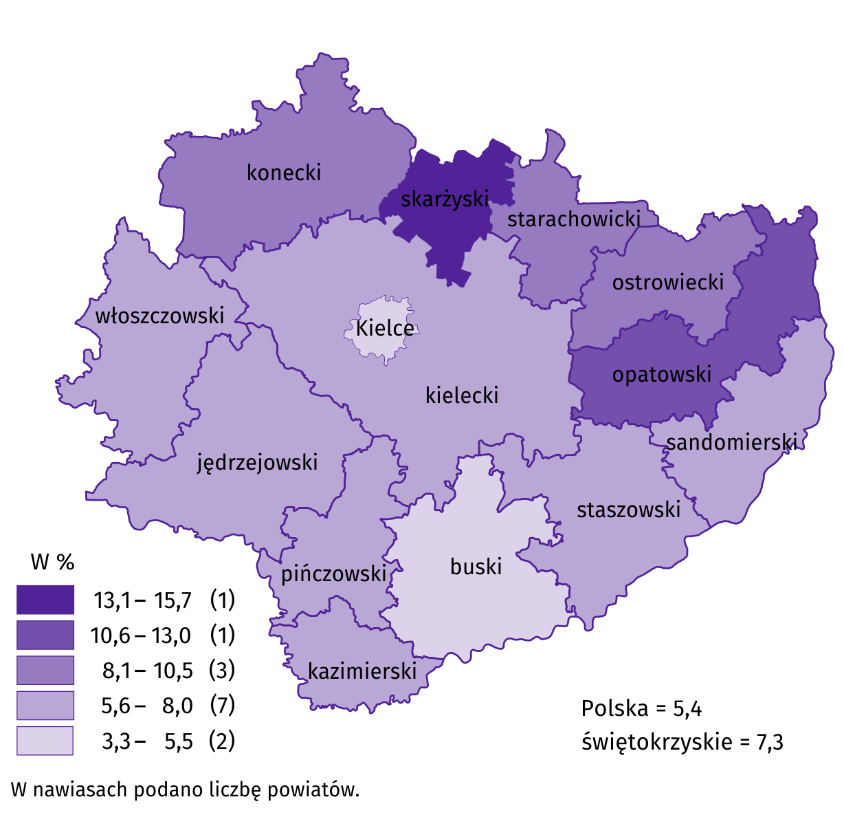 konecki
skarżyski
starachowicki
ostrowiecki
włoszczowski
Kielce
opatowski
kielecki
sandomierski
jędrzejowski
staszowski
buski
pińczowski
kazimierski
W %
13,1 – 15,7 (1)
10,6 – 13,0 (1)
8,1 – 10,5 (3)
5,6 – 8,0 (7)
3,3 – 5,5 (2)
Polska = 5,4
świętokrzyskie = 7,3
W nawiasach podano liczbę powiatów.